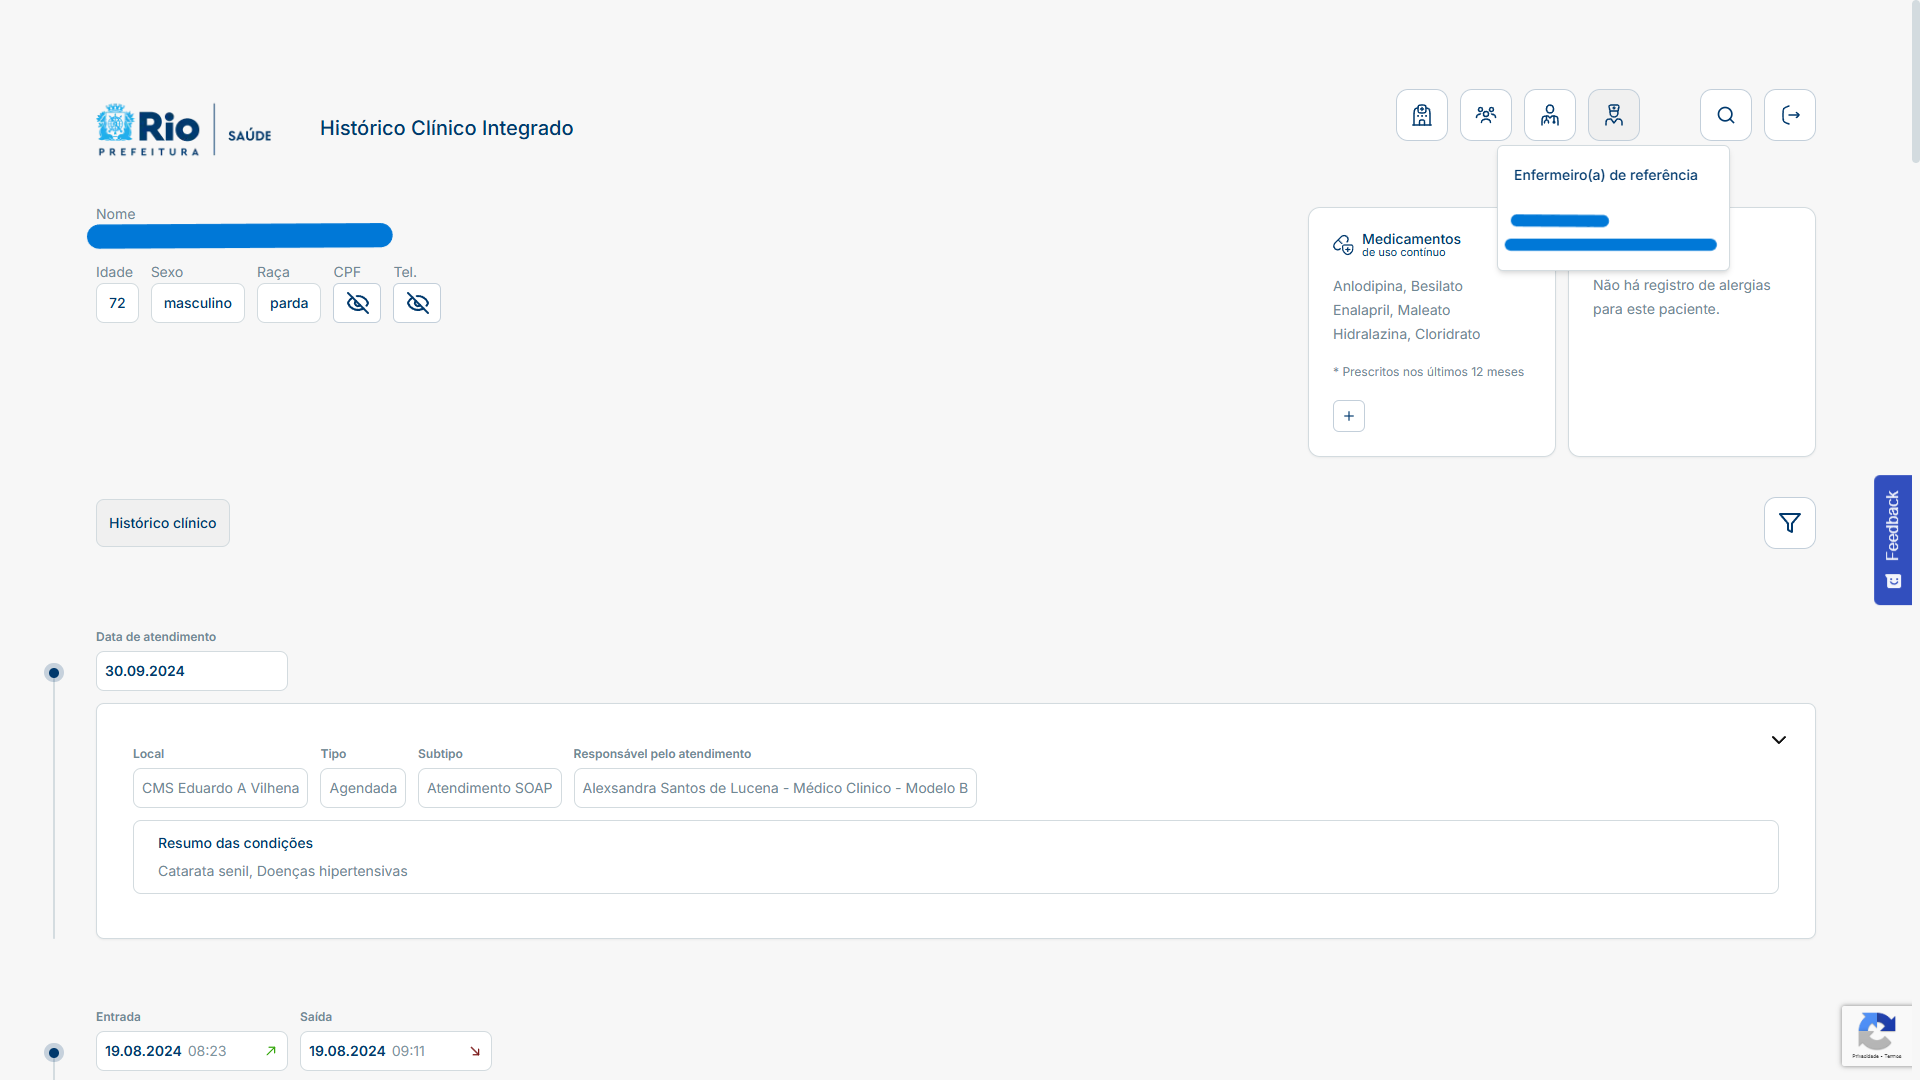 Rio
PREFEITURA
SAÚDE
Histórico Clínico Integrado
Enfermeiro(a) de referência
Nome
Idade Sexo Raça CPF Tel.
72 masculino parda
Medicamentos
de uso contínuo
Anlodipina, Besilato
Enalapril, Maleato
Hidralazina, Cloridrato
* Prescritos nos últimos 12 meses
+
Não há registro de alergias
para este paciente.
Histórico clínico
Feedback
Data de atendimento
30.09.2024
Local Tipo Subtipo Responsável pelo atendimento
CMS Eduardo A Vilhena Agendada Atendimento SOAP Alexsandra Santos de Lucena - Médico Clinico - Modelo B
Resumo das condições
Catarata senil, Doenças hipertensivas
Entrada Saída
19.08.2024 08:23 19.08.2024 09:11
Privacidade - Termos